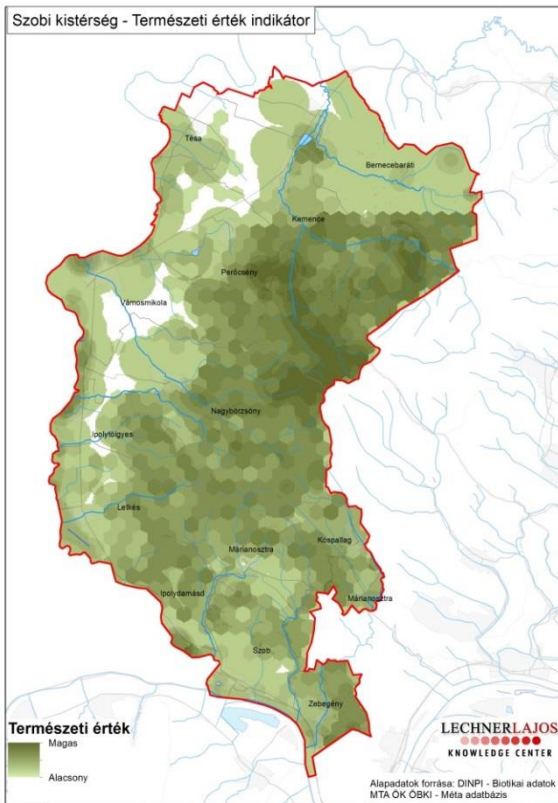 Szobi kistérség - Természeti érték indikátor
Tésa
Bernecebaráti
Kemence
Perőcsény
Városmikola
Nagybörzsöny
Ipolytölgyes
Letkés
Márianosztra
Kóspallag
Ipolydamásd
Márianosztra
Szob
Zebegény
Természeti érték
Magas
Alacsony
LECHNERLAJOS
KNOWLEDGE CENTER
Alapadatok forrása: DINPI - Biotikai adatok
MTA ÖK ÖBKI - Méta adatbázis